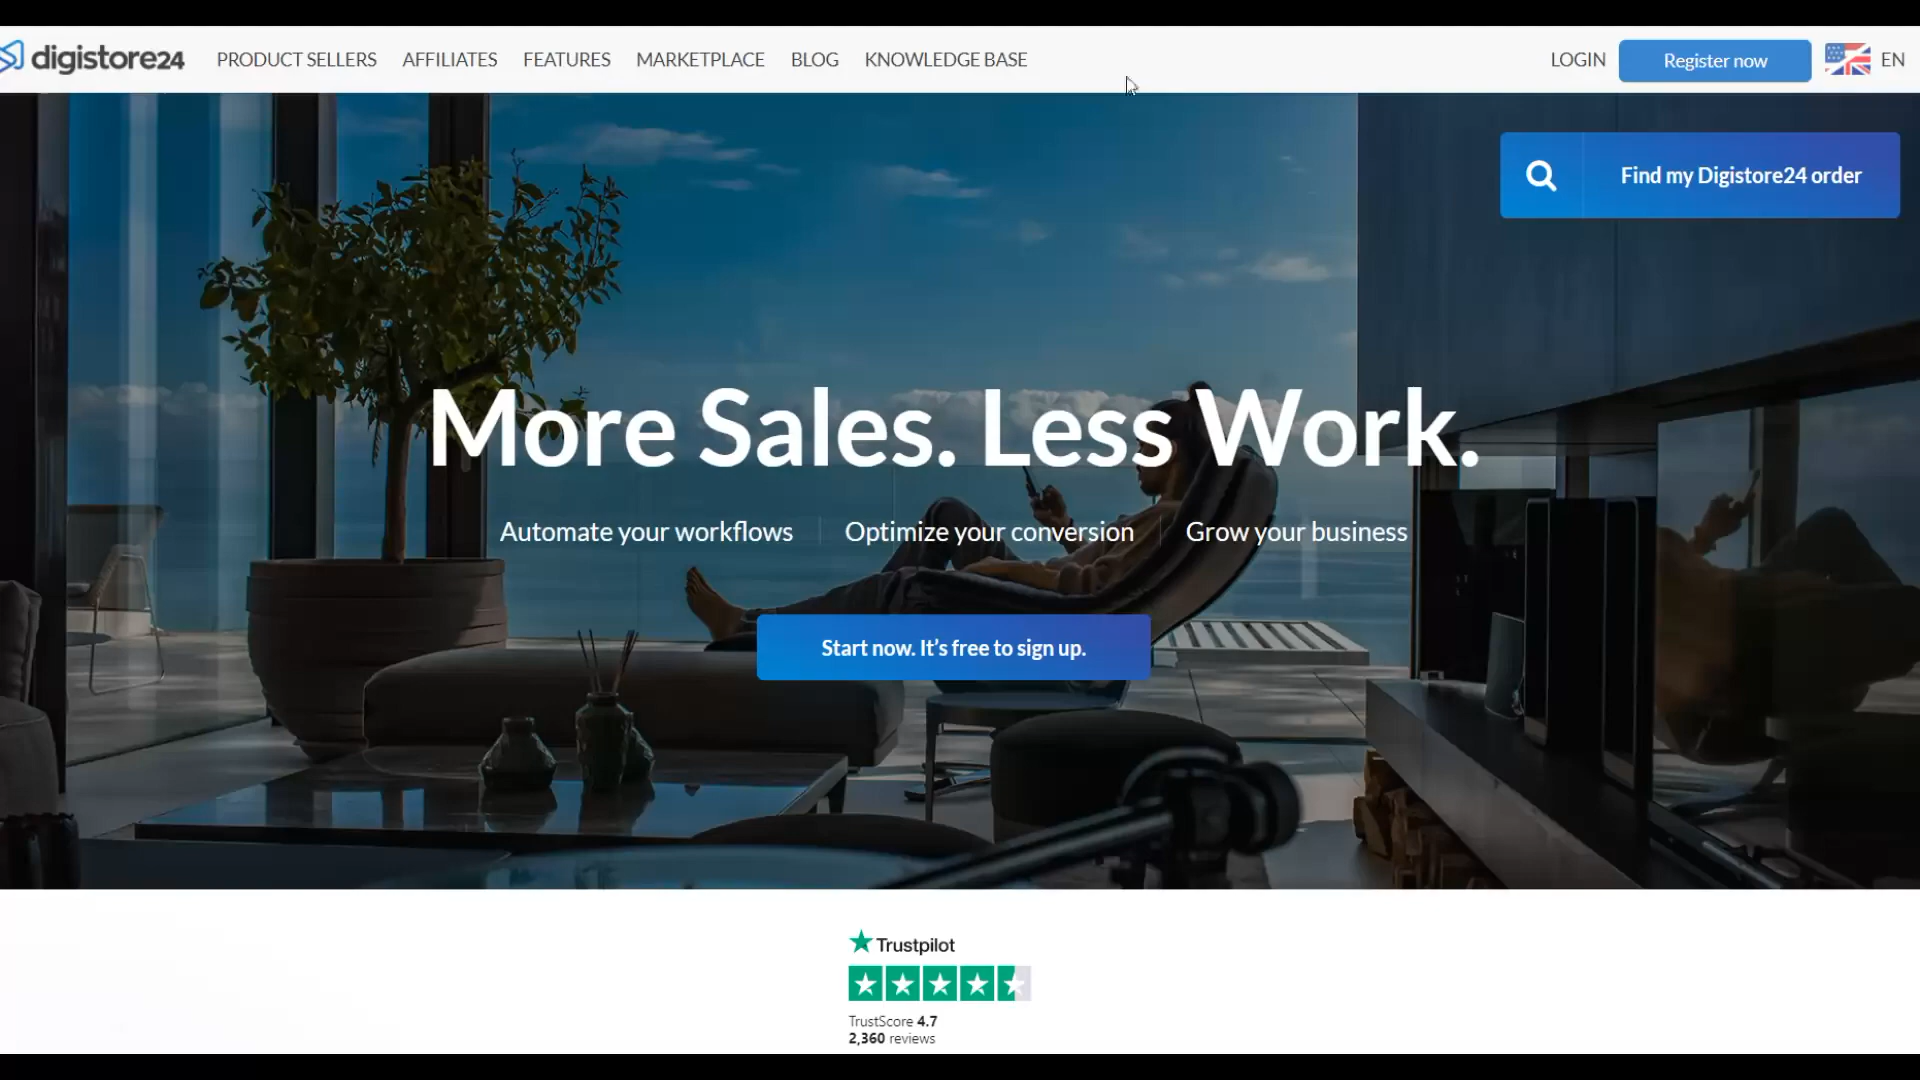 digistore24 PRODUCT SELLERS AFFILIATES FEATURES MARKETPLACE BLOG KNOWLEDGE BASE LOGIN Register now EN
Find my Digistore24 order
More Sales. Less Work.
Automate your workflows Optimize your conversion Grow your business
Start now. It's free to sign up.
Trustpilot
TrustScore 4.7
2,360 reviews